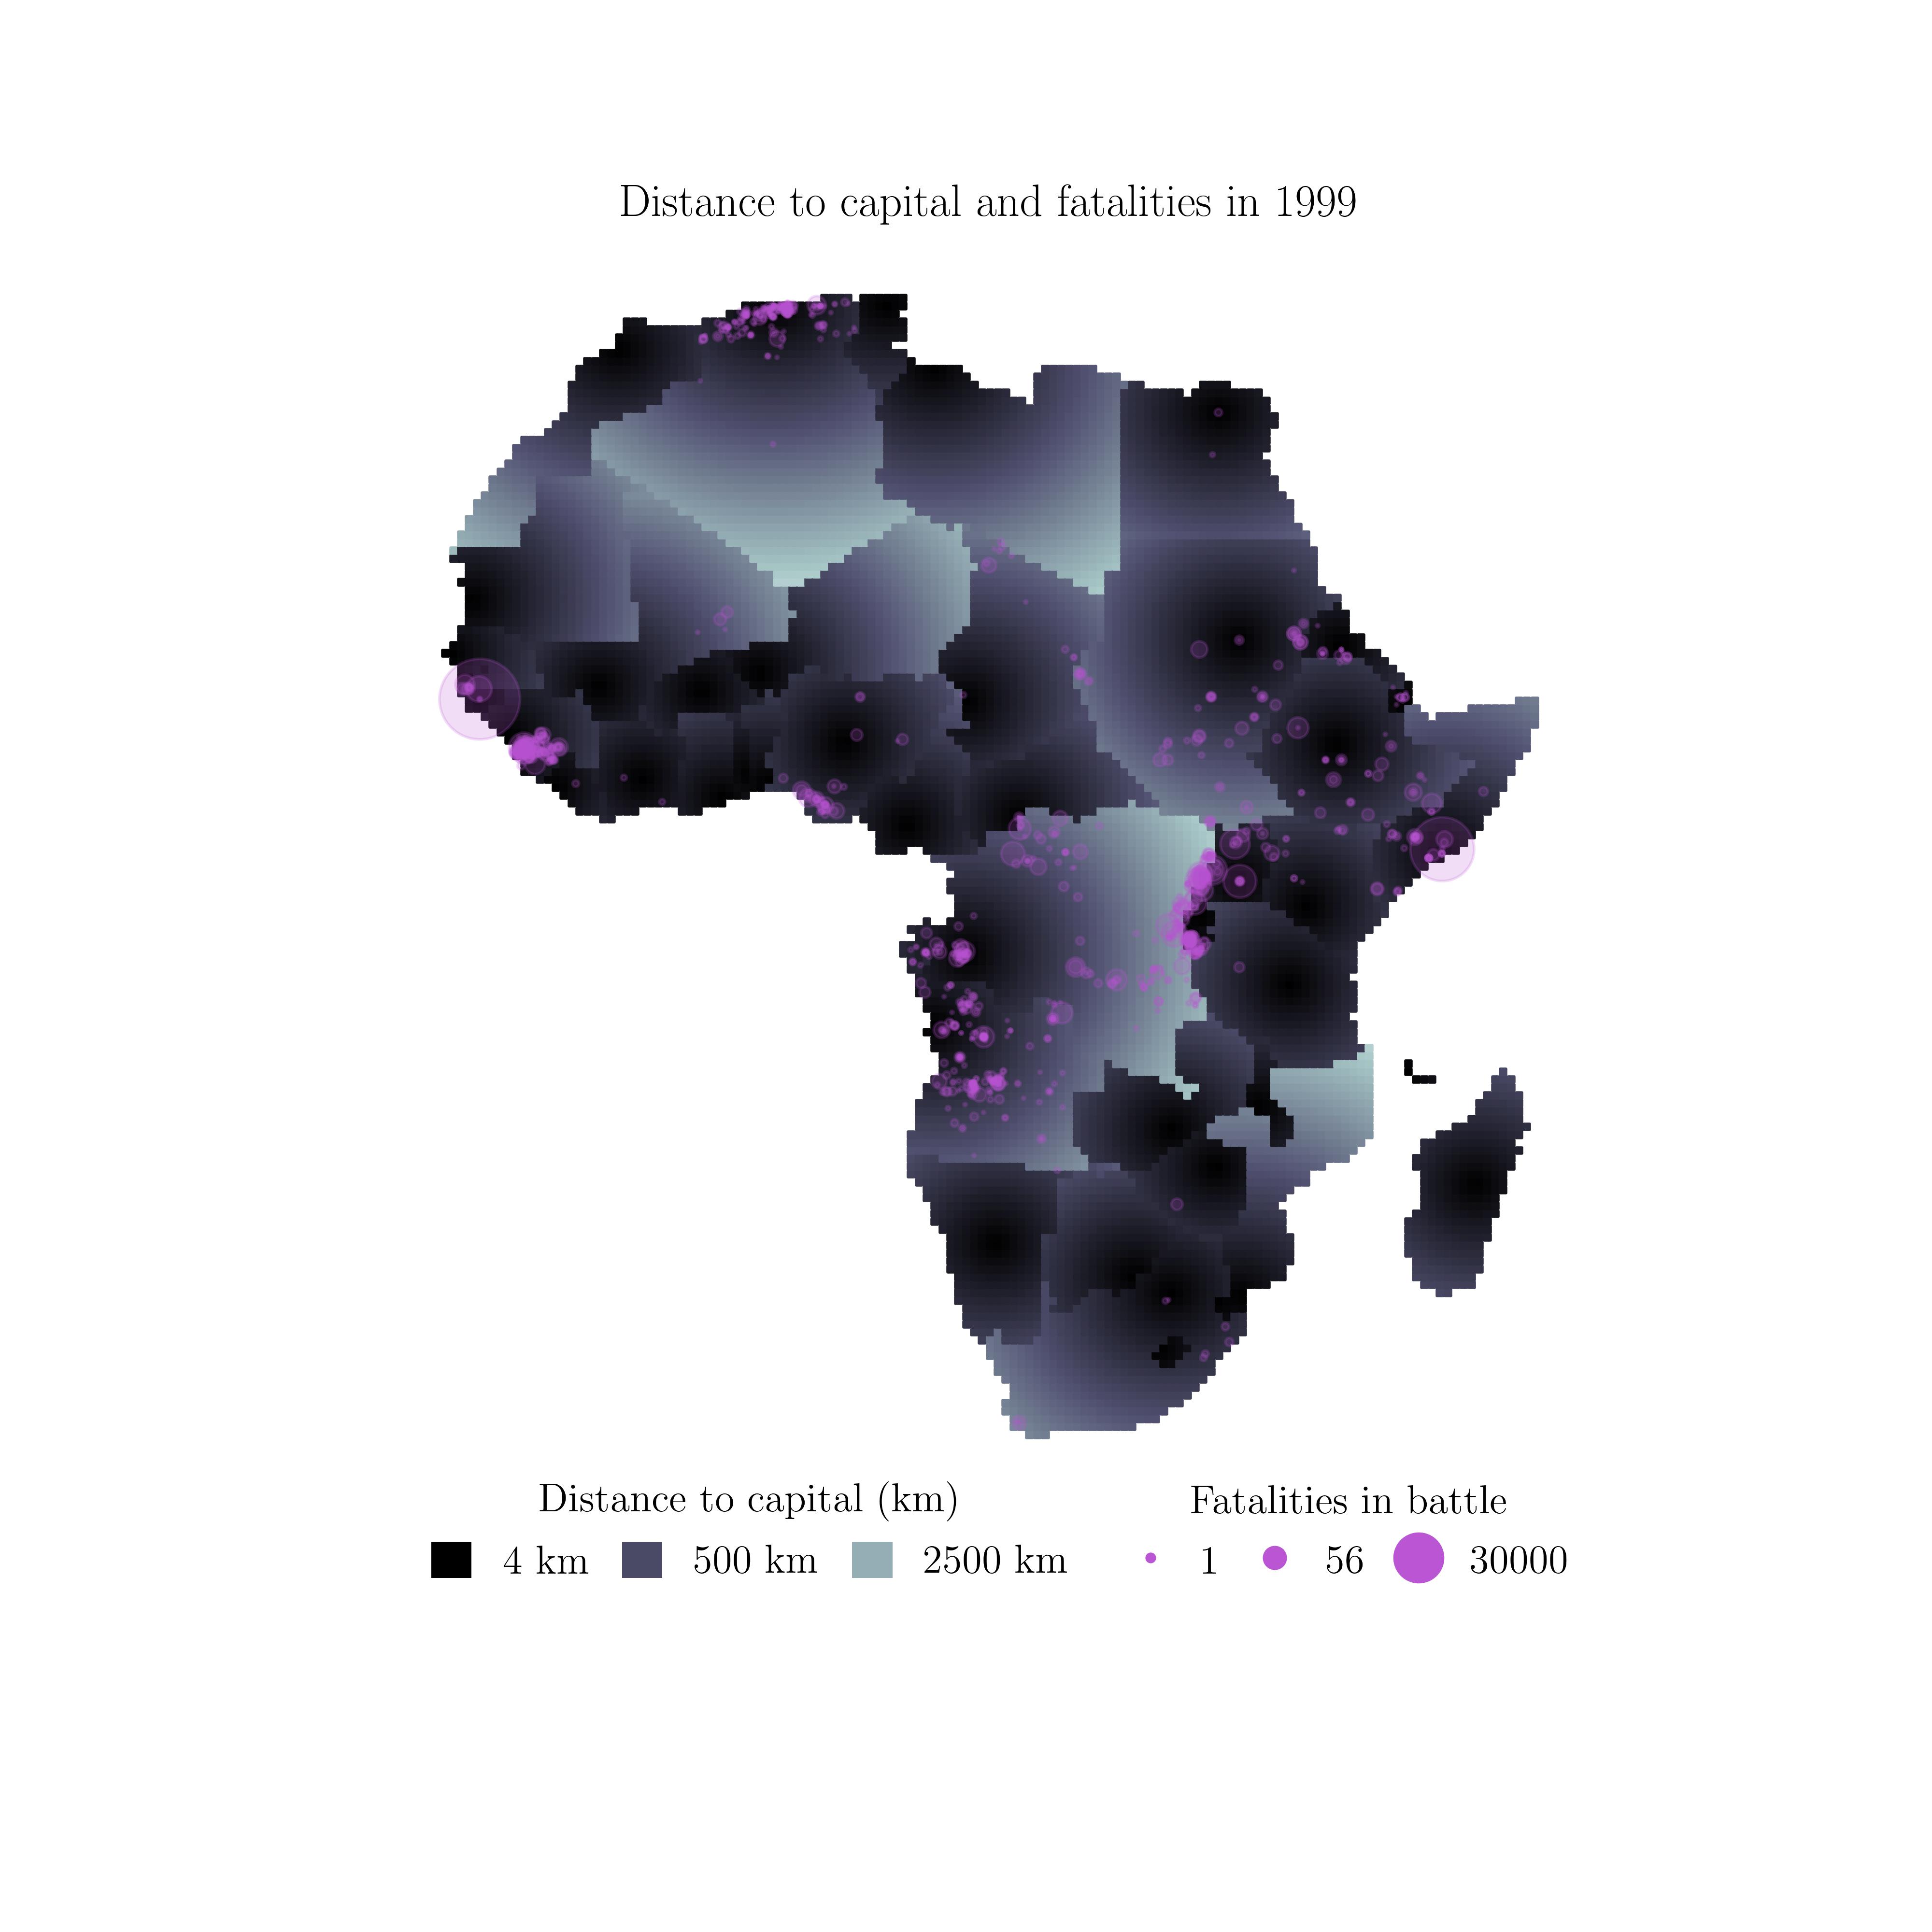 Distance to capital and fatalities in 1999
Distance to capital (km)
4 km
500 km
2500 km
Fatalities in battle
1
56
30000